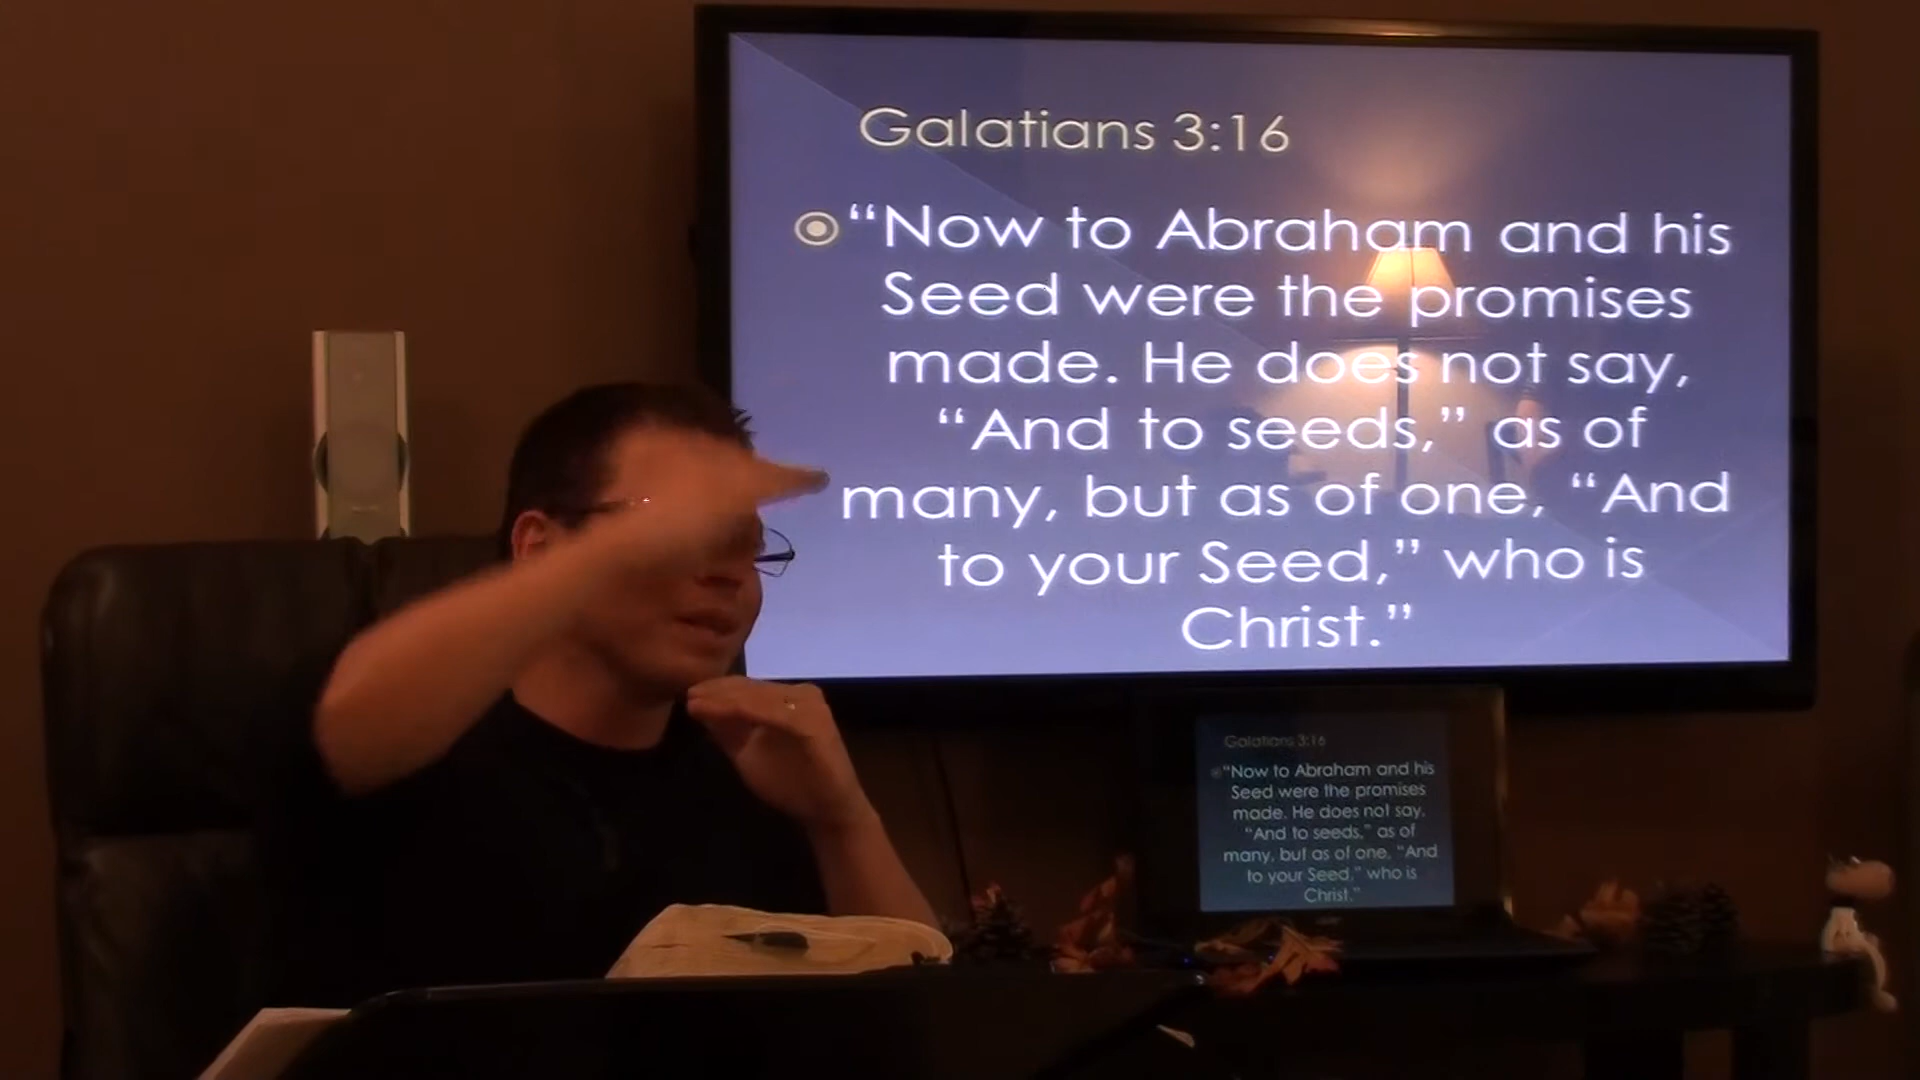 Galatians 3:16
“Now to Abraham and his
Seed were the promises
made. He does not say,
“And to seeds,” as of
many, but as of one, “And
to your Seed,” who is
Christ.”
Galatians 3:16
“Now to Abraham and his
Seed were the promises
made. He does not say,
“And to seeds,” as of
many, but as of one, “And
to your Seed,” who is
Christ.”